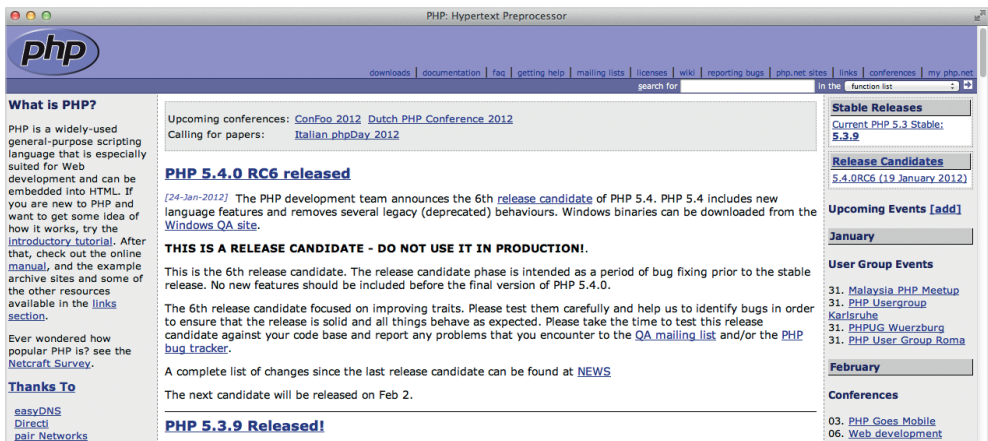 PHP: Hypertext Preprocessor
php
downloads | documentation | faq | getting help | mailing lists | licenses | wiki | reporting bugs | php.net sites | links | conferences | my php.net
search for in the function list
What is PHP?
PHP is a widely-used
general-purpose scripting
language that is especially
suited for Web
development and can be
embedded into HTML. If
you are new to PHP and
want to get some idea of
how it works, try the
introductory tutorial. After
that, check out the online
manual, and the example
archive sites and some of
the other resources
available in the links
section.
Ever wondered how
popular PHP is? see the
Netcraft Survey.
Thanks To
easyDNS
Directi
pair Networks
Upcoming conferences: ConFoo 2012 Dutch PHP Conference 2012
Calling for papers: Italian phpDay 2012
PHP 5.4.0 RC6 released
[24-Jan-2012] The PHP development team announces the 6th release candidate of PHP 5.4. PHP 5.4 includes new
language features and removes several legacy (deprecated) behaviours. Windows binaries can be downloaded from the
Windows QA site.
THIS IS A RELEASE CANDIDATE - DO NOT USE IT IN PRODUCTION!.
This is the 6th release candidate. The release candidate phase is intended as a period of bug fixing prior to the stable
release. No new features should be included before the final version of PHP 5.4.0.
The 6th release candidate focused on improving traits. Please test them carefully and help us to identify bugs in order
to ensure that the release is solid and all things behave as expected. Please take the time to test this release
candidate against your code base and report any problems that you encounter to the QA mailing list and/or the PHP
bug tracker.
A complete list of changes since the last release candidate can be found at NEWS
The next candidate will be released on Feb 2.
PHP 5.3.9 Released!
Stable Releases
Current PHP 5.3 Stable:
5.3.9
Release Candidates
5.4.0RC6 (19 January 2012)
Upcoming Events [add]
January
User Group Events
31. Malaysia PHP Meetup
31. PHP Usergroup
Karlsruhe
31. PHPUG Wuerzburg
31. PHP User Group Roma
February
Conferences
03. PHP Goes Mobile
06. Web development